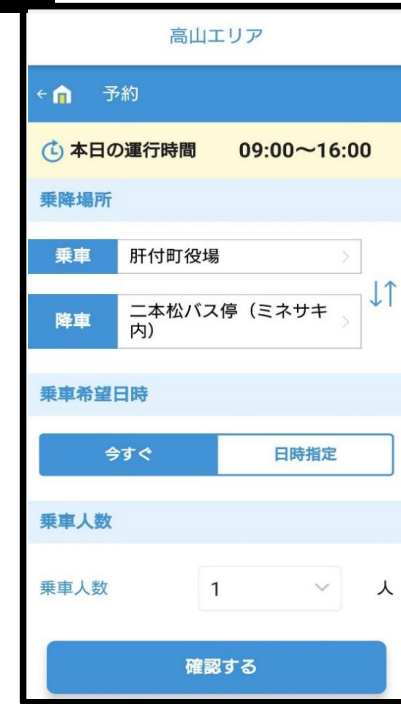 高山エリア
予約
本日の運行時間 09:00～16:00
乗降場所
乗車 肝付町役場
降車 二本松バス停（ミネサキ
内）
乗車希望日時
今すぐ 日時指定
乗車人数
乗車人数 1 人
確認する